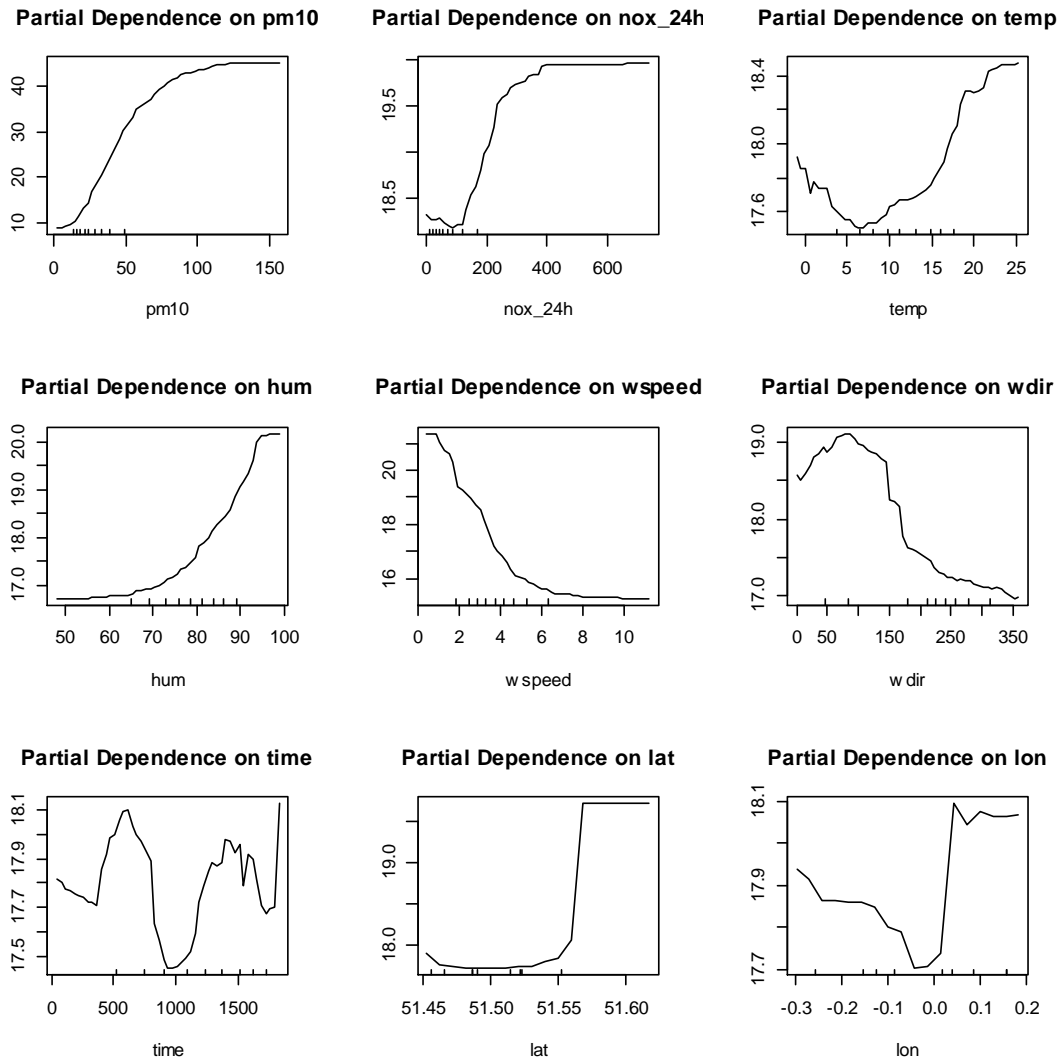 Partial Dependence on pm10
40
30
20
10
0 50 100 150
pm10
Partial Dependence on nox_24h
19.5
18.5
0 200 400 600
nox_24h
Partial Dependence on temp
18.4
18.0
17.6
0 5 10 15 20 25
temp
Partial Dependence on hum
20.0
19.0
18.0
17.0
50 60 70 80 90 100
hum
Partial Dependence on wspeed
20
18
16
0 2 4 6 8 10
w speed
Partial Dependence on wdir
19.0
18.0
17.0
0 50 150 250 350
w dir
Partial Dependence on time
18.1
17.9
17.7
17.5
0 500 1000 1500
time
Partial Dependence on lat
19.0
18.0
51.45 51.50 51.55 51.60
lat
Partial Dependence on lon
18.1
17.9
17.7
-0.3 -0.2 -0.1 0.0 0.1 0.2
lon